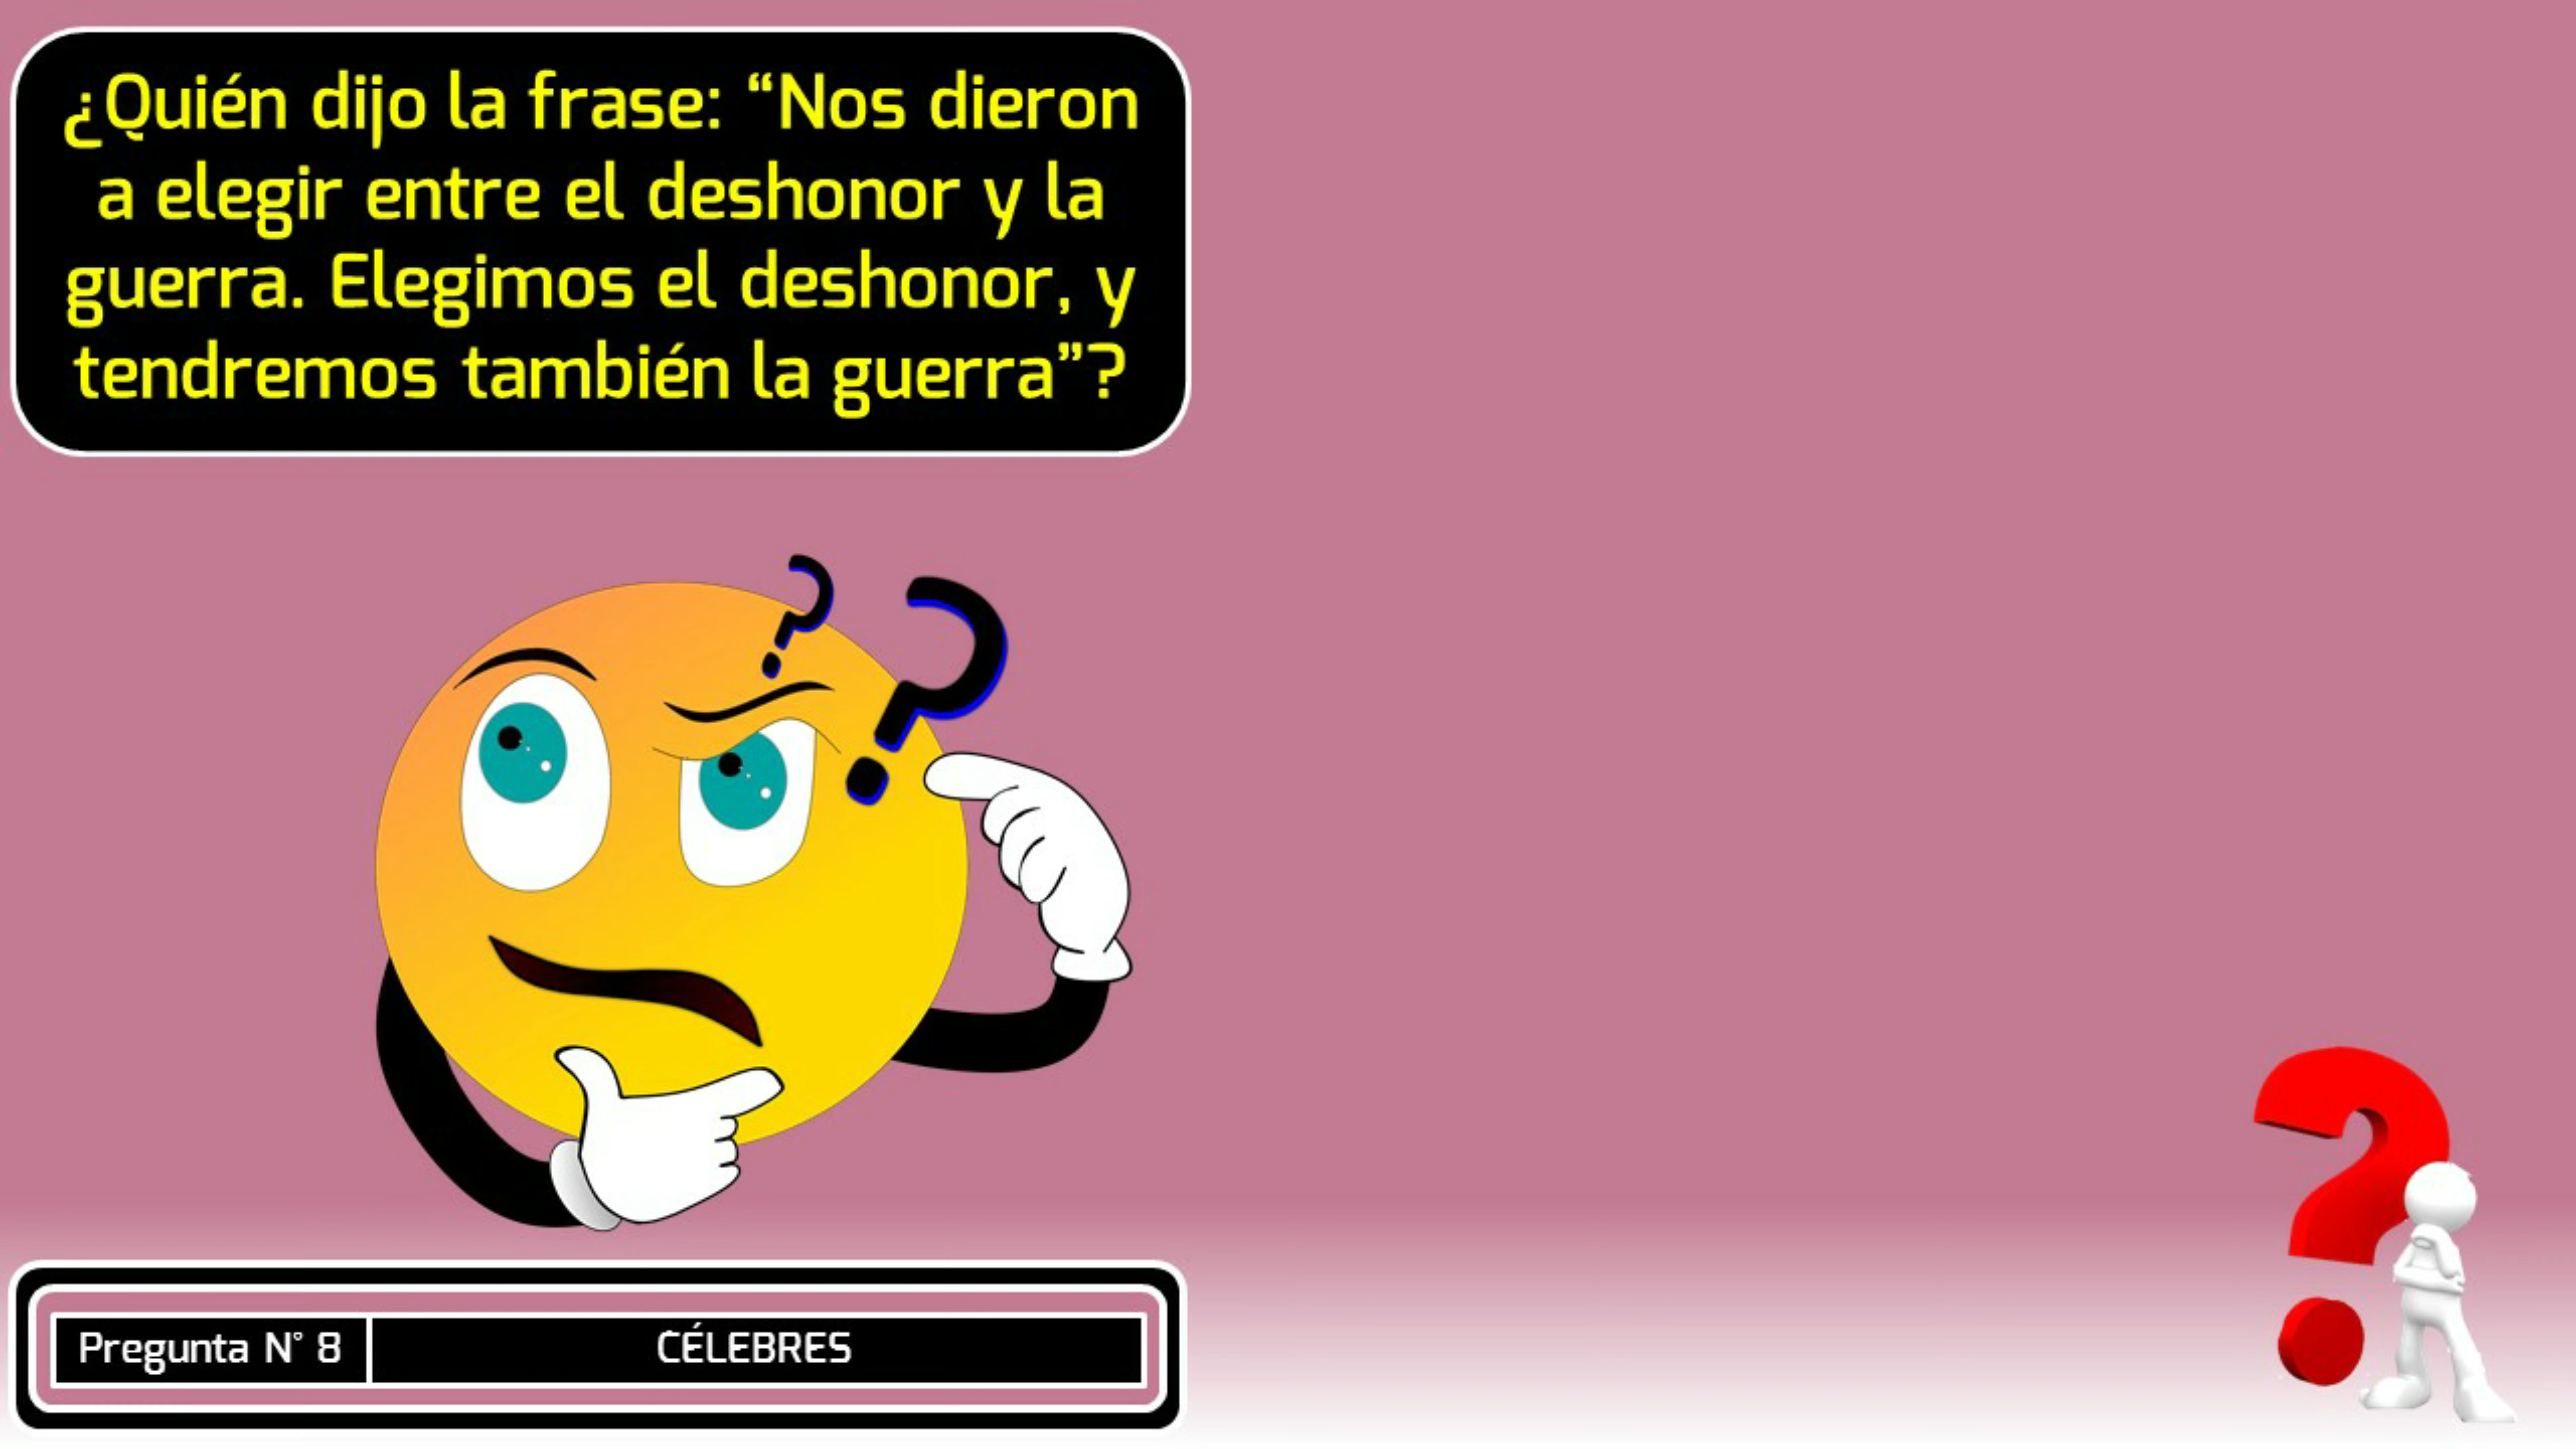 ¿Quién dijo la frase: “Nos dieron
a elegir entre el deshonor y la
guerra. Elegimos el deshonor, y
tendremos también la guerra”?
Pregunta N° 8
CÉLEBRES